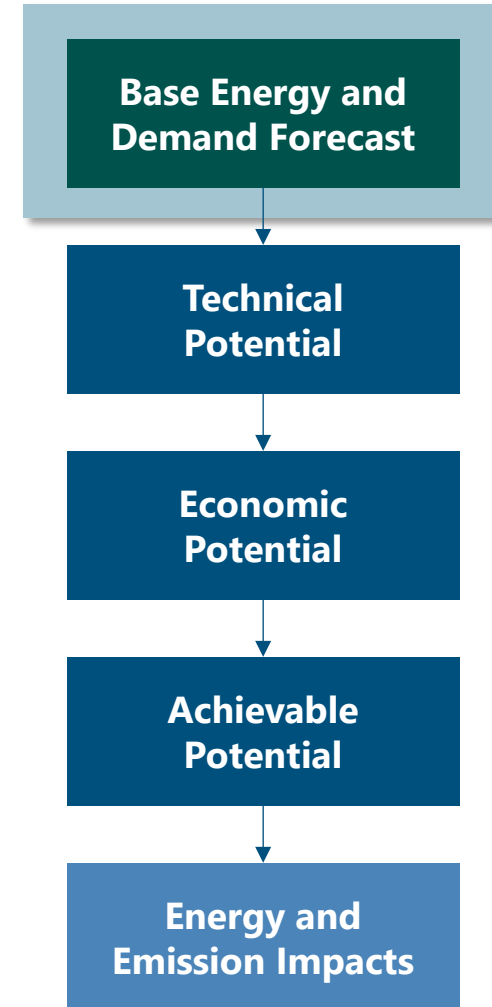 Base Energy and
Demand Forecast
Technical
Potential
Economic
Potential
Achievable
Potential
Energy and
Emission Impacts